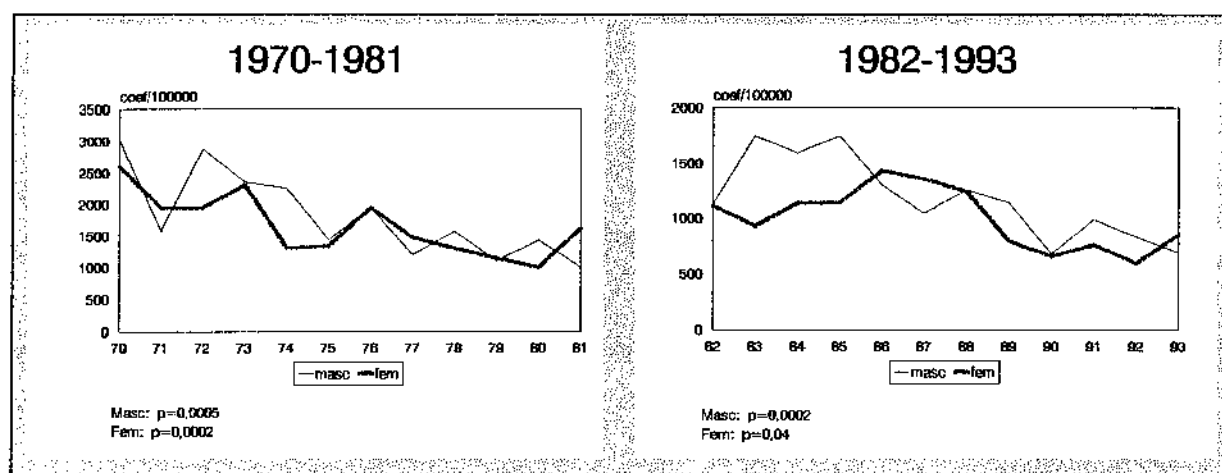 1970-1981
coef/100000
3500
3000
2500
2000
1500
1000
500
0
70 71 72 73 74 75 76 77 78 79 80 81
masc fem
Masc: p=0,0005
Fem: p=0,0002
1982-1993
coef/100000
2000
1500
1000
500
0
82 83 84 85 86 87 88 89 90 91 92 93
masc fem
Masc: p=0,0002
Fem: p=0,04